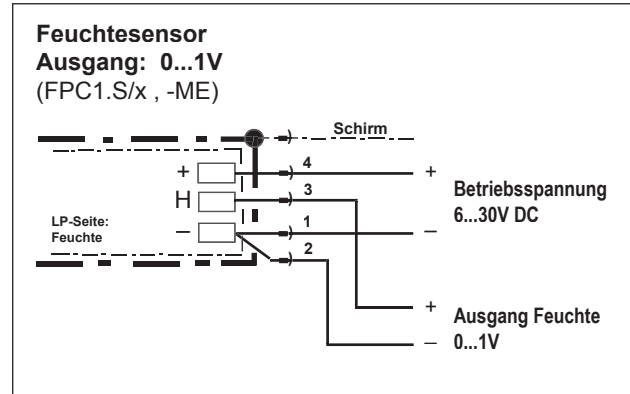 Feuchtesensor
Ausgang: 0...1V
(FPC1.S/x , -ME)
Schirm
+ 4 +
H 3
LP-Seite:
Feuchte
– 1 –
2
Betriebsspannung
6...30V DC
+
Ausgang Feuchte
– 0...1V